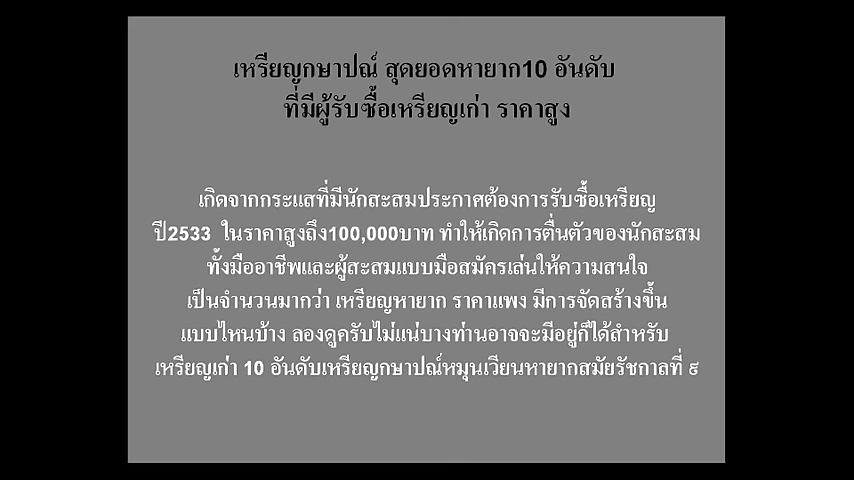 เหรียญกษาปณ์ สุดยอดหายาก10 อันดับ
ที่มีผู้รับซื้อเหรียญเก่า ราคาสูง
เกิดจากกระแสที่มีนักสะสมประกาศต้องการรับซื้อเหรียญ
ปี2533 ในราคาสูงถึง100,000บาท ทำให้เกิดการตื่นตัวของนักสะสม
ทั้งมืออาชีพและผู้สะสมแบบมือสมัครเล่นให้ความสนใจ
เป็นจำนวนมากว่า เหรียญหายาก ราคาแพง มีการจัดสร้างขึ้น
แบบไหนบ้าง ลองดูครับไม่แน่บางท่านอาจจะมีอยู่ก็ได้สำหรับ
เหรียญเก่า 10 อันดับเหรียญกษาปณ์หมุนเวียนหายากสมัยรัชกาลที่ ๙